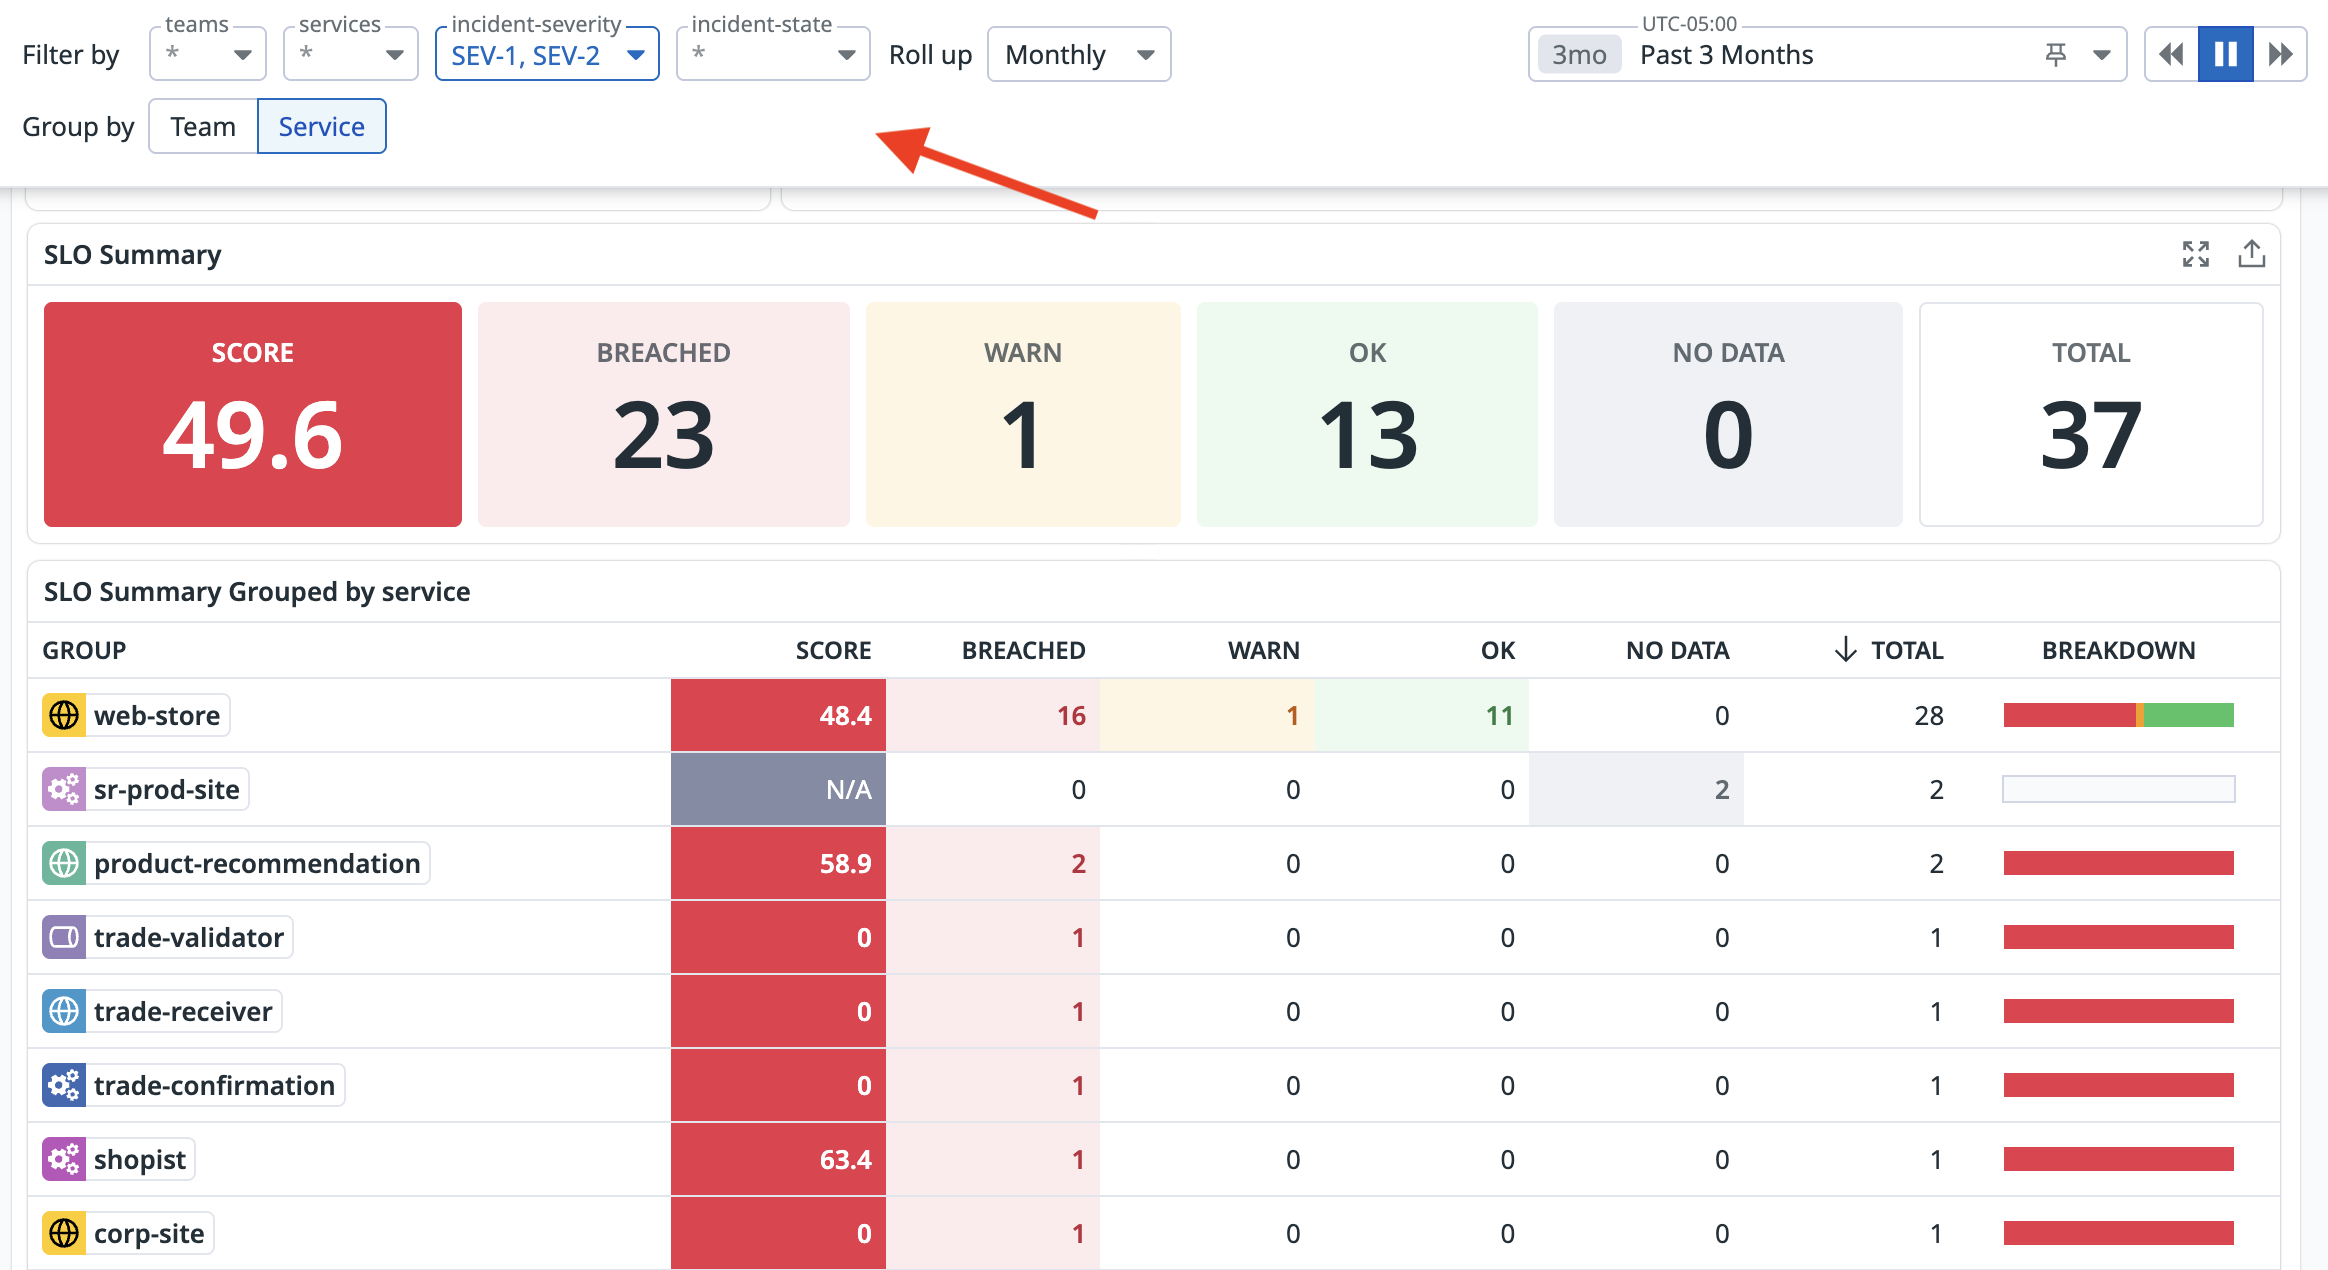 teams services incident-severity incident-state UTC-05:00
Filter by * * SEV-1, SEV-2 * Roll up Monthly 3mo Past 3 Months
Group by Team Service
SLO Summary
SCORE BREACHED WARN OK NO DATA TOTAL
49.6 23 1 13 0 37
SLO Summary Grouped by service
GROUP SCORE BREACHED WARN OK NO DATA TOTAL BREAKDOWN
web-store 48.4 16 1 11 0 28
sr-prod-site N/A 0 0 0 2 2
product-recommendation 58.9 2 0 0 0 2
trade-validator 0 1 0 0 0 1
trade-receiver 0 1 0 0 0 1
trade-confirmation 0 1 0 0 0 1
shopist 63.4 1 0 0 0 1
corp-site 0 1 0 0 0 1